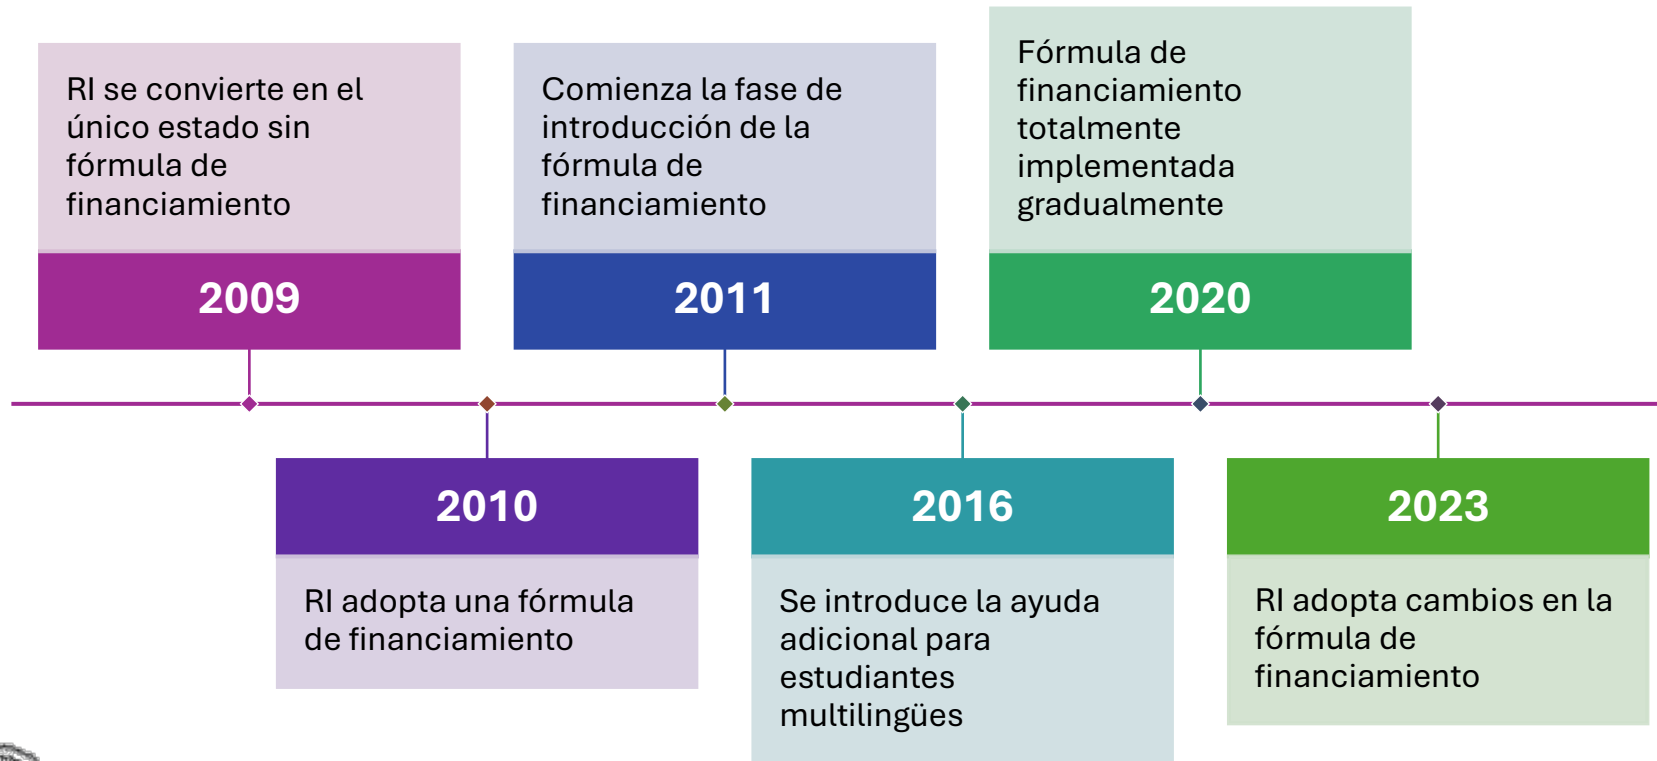 RI se convierte en el
único estado sin
fórmula de
financiamiento
2009
RI adopta una fórmula
de financiamiento
2010
Comienza la fase de
introducción de la
fórmula de
financiamiento
2011
2016
Se introduce la ayuda
adicional para
estudiantes
multilingües
Fórmula de
financiamiento
totalmente
implementada
gradualmente
2020
2023
RI adopta cambios en la
fórmula de
financiamiento